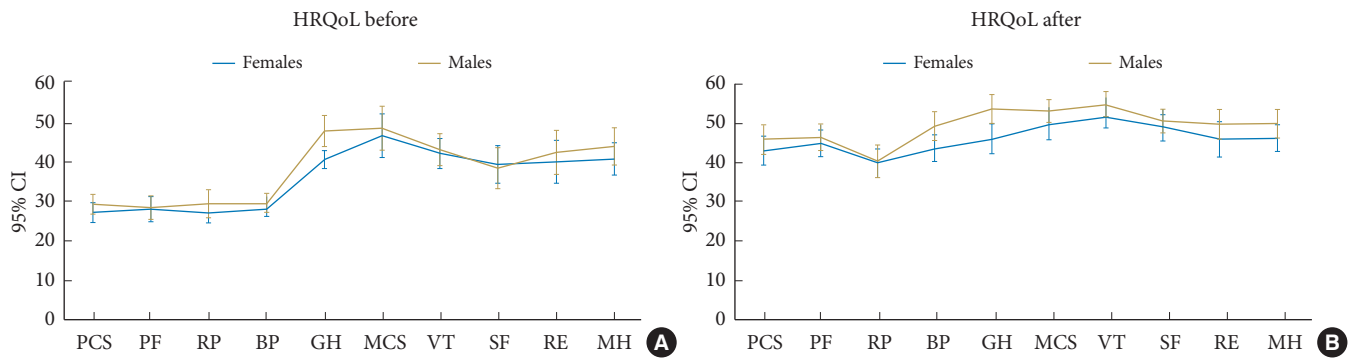 HRQoL before
Females Males
95% CI
60
50
40
30
20
10
0
PCS PF RP BP GH MCS VT SF RE MH
A
HRQoL after
Females Males
95% CI
60
50
40
30
20
10
0
PCS PF RP BP GH MCS VT SF RE MH
B